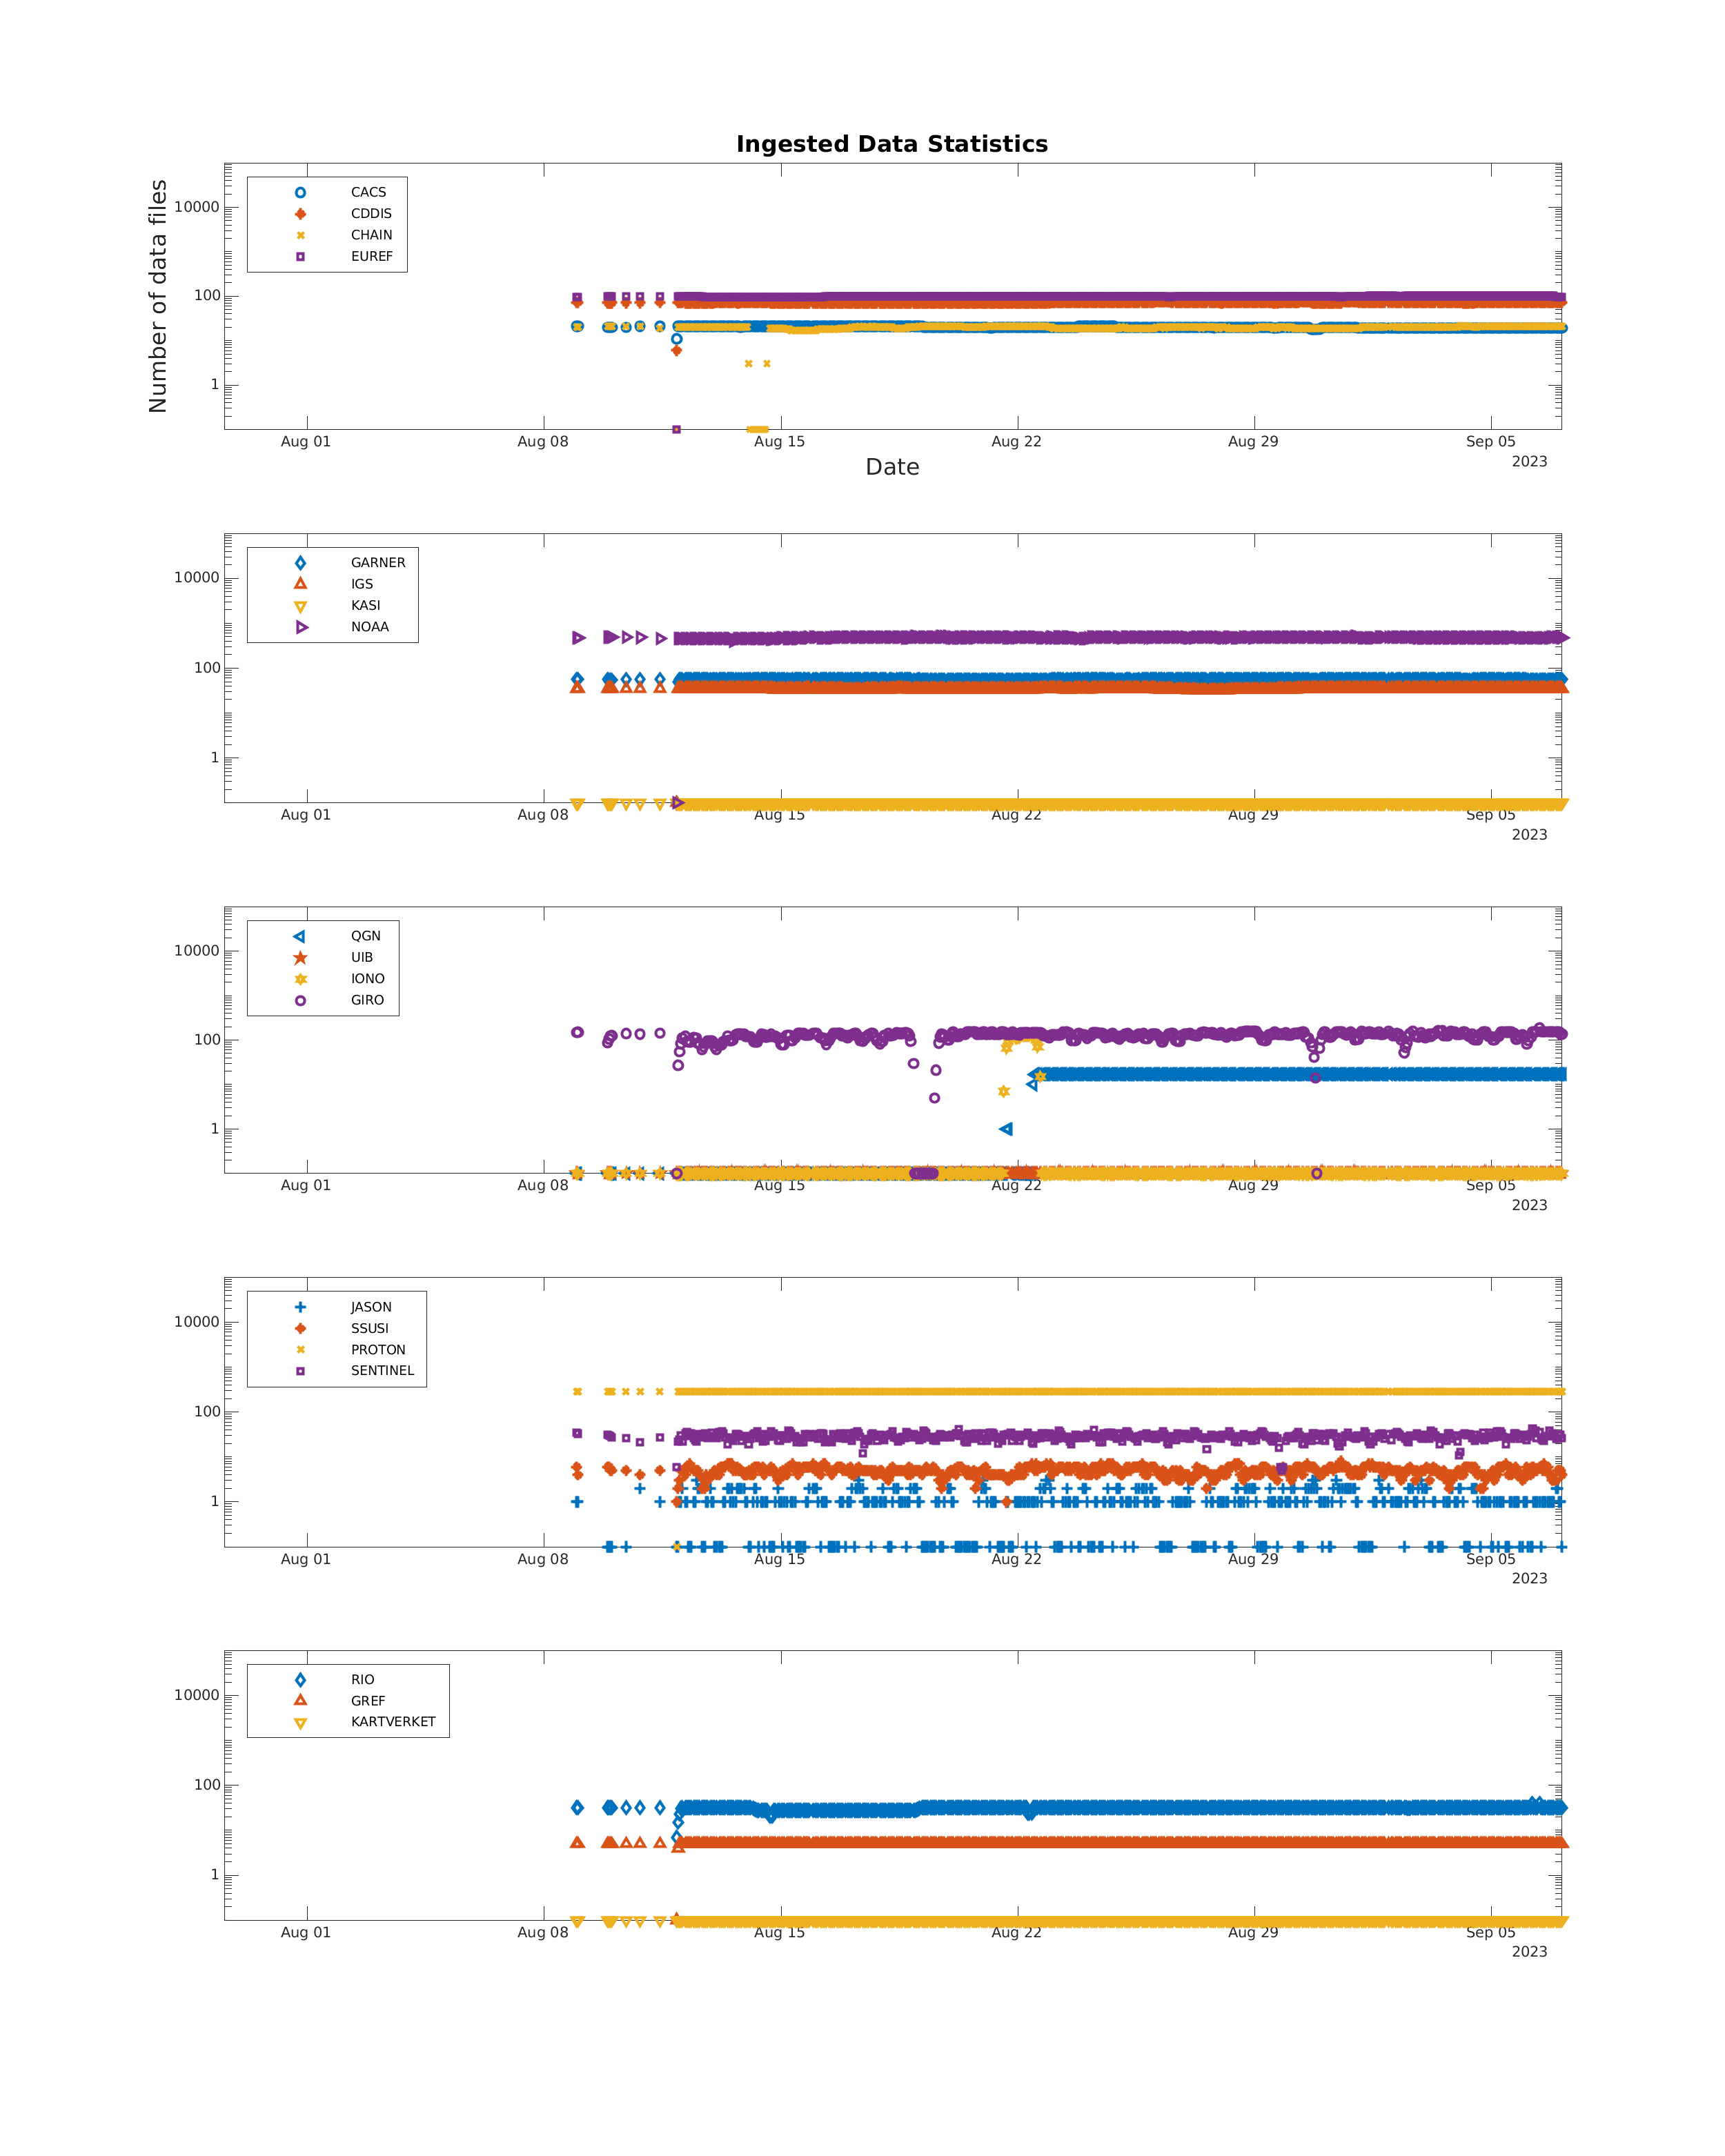 Ingested Data Statistics
Number of data files
CACS
CDDIS
CHAIN
EUREF
10000
100
1
Aug 01 Aug 08 Aug 15 Aug 22 Aug 29 Sep 05
2023
Date
GARNER
IGS
KASI
NOAA
10000
100
1
Aug 01 Aug 08 Aug 15 Aug 22 Aug 29 Sep 05
2023
QGN
UIB
IONO
GIRO
10000
100
1
Aug 01 Aug 08 Aug 15 Aug 22 Aug 29 Sep 05
2023
JASON
SSUSI
PROTON
SENTINEL
10000
100
1
Aug 01 Aug 08 Aug 15 Aug 22 Aug 29 Sep 05
2023
RIO
GREF
KARTVERKET
10000
100
1
Aug 01 Aug 08 Aug 15 Aug 22 Aug 29 Sep 05
2023